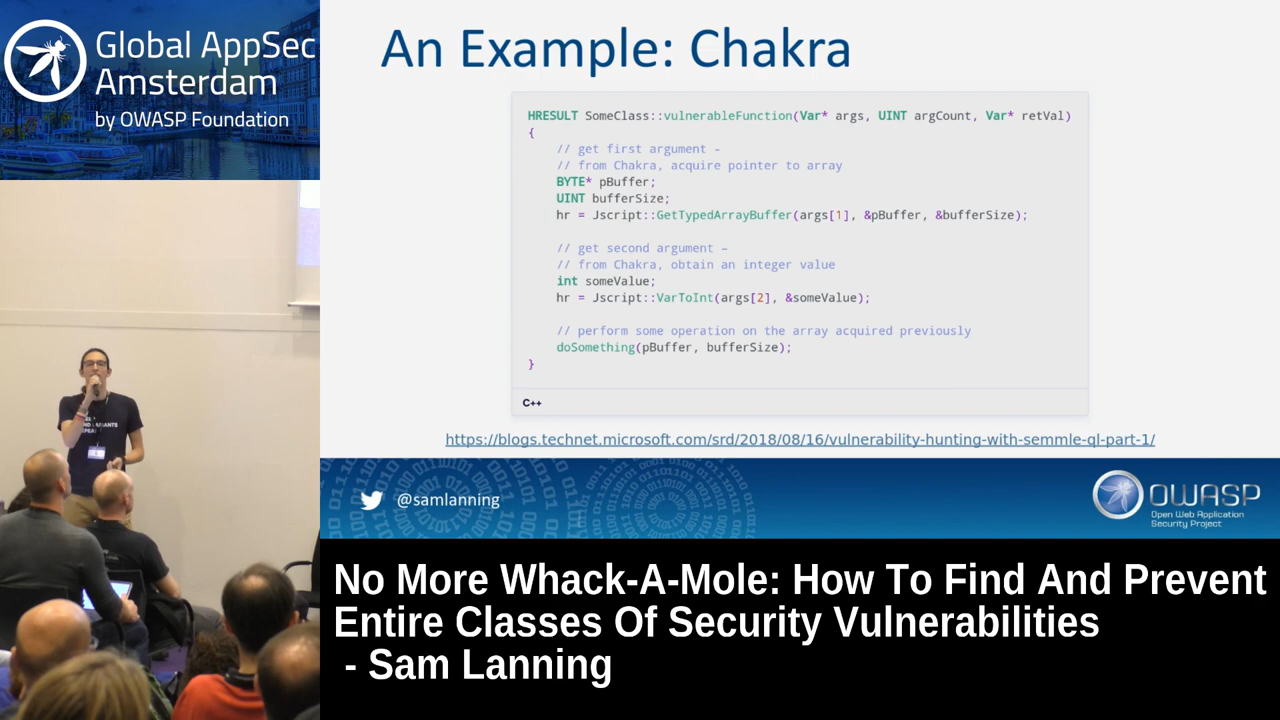 Global AppSec
Amsterdam
by OWASP Foundation
An Example: Chakra
HRESULT SomeClass::vulnerableFunction(Var* args, UINT argCount, Var* retVal)
{
    // get first argument -
    // from Chakra, acquire pointer to array
    BYTE* pBuffer;
    UINT bufferSize;
    hr = Jscript::GetTypedArrayBuffer(args[1], &pBuffer, &bufferSize);

    // get second argument –
    // from Chakra, obtain an integer value
    int someValue;
    hr = Jscript::VarToInt(args[2], &someValue);

    // perform some operation on the array acquired previously
    doSomething(pBuffer, bufferSize);
}
C++
https://blogs.technet.microsoft.com/srd/2018/08/16/vulnerability-hunting-with-semmle-ql-part-1/
@samlanning
OWASP
Open Web Application
Security Project
No More Whack-A-Mole: How To Find And Prevent
Entire Classes Of Security Vulnerabilities
- Sam Lanning